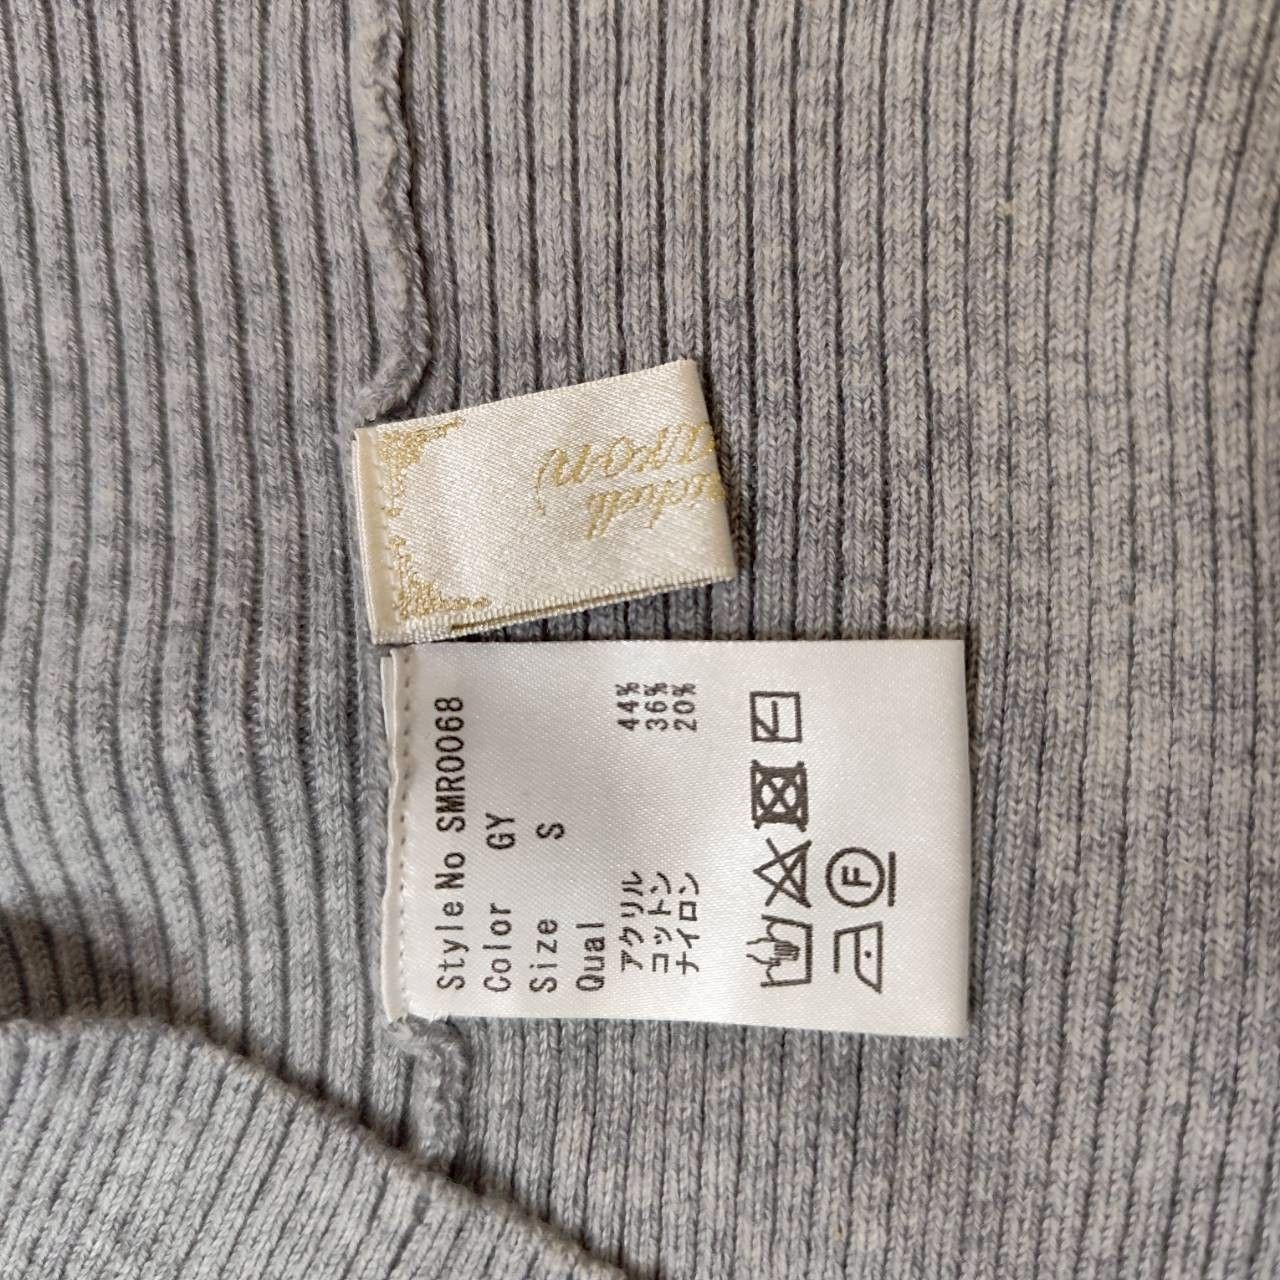 Style No SMR0068
Color GY
Size S
Qual
アクリル 44%
コットン 36%
ナイロン 20%
F